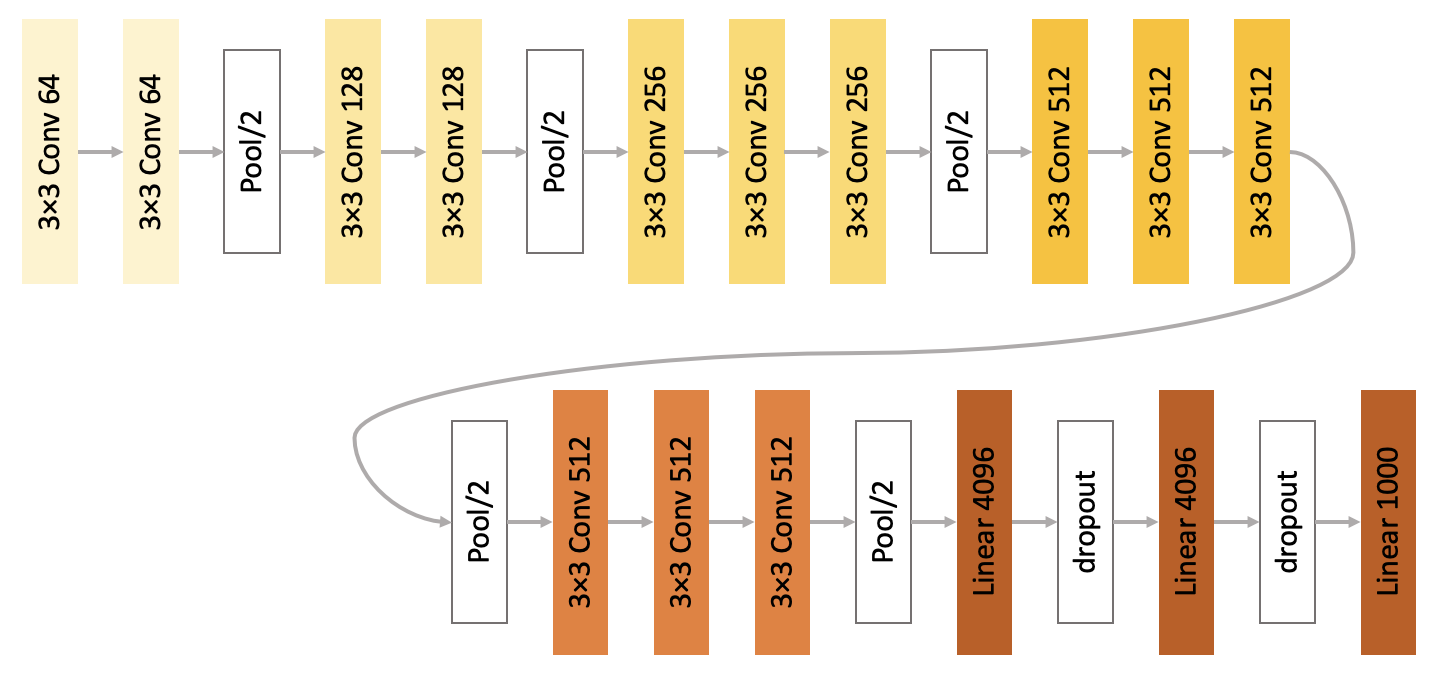 3×3 Conv 64
3×3 Conv 64
Pool/2
3×3 Conv 128
3×3 Conv 128
Pool/2
3×3 Conv 256
3×3 Conv 256
3×3 Conv 256
Pool/2
3×3 Conv 512
3×3 Conv 512
3×3 Conv 512
Pool/2
3×3 Conv 512
3×3 Conv 512
3×3 Conv 512
Pool/2
Linear 4096
dropout
Linear 4096
dropout
Linear 1000